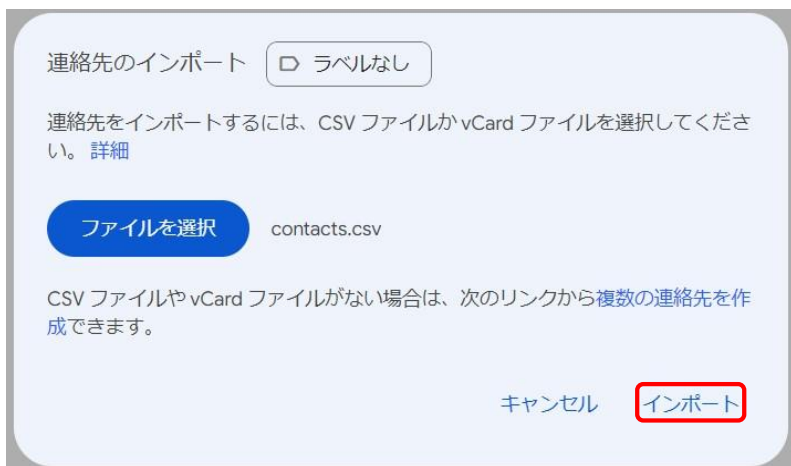 連絡先のインポート ラベルなし
連絡先をインポートするには、CSV ファイルか vCard ファイルを選択してくださ
い。 詳細
ファイルを選択 contacts.csv
CSV ファイルや vCard ファイルがない場合は、次のリンクから複数の連絡先を作
成できます。
キャンセル インポート